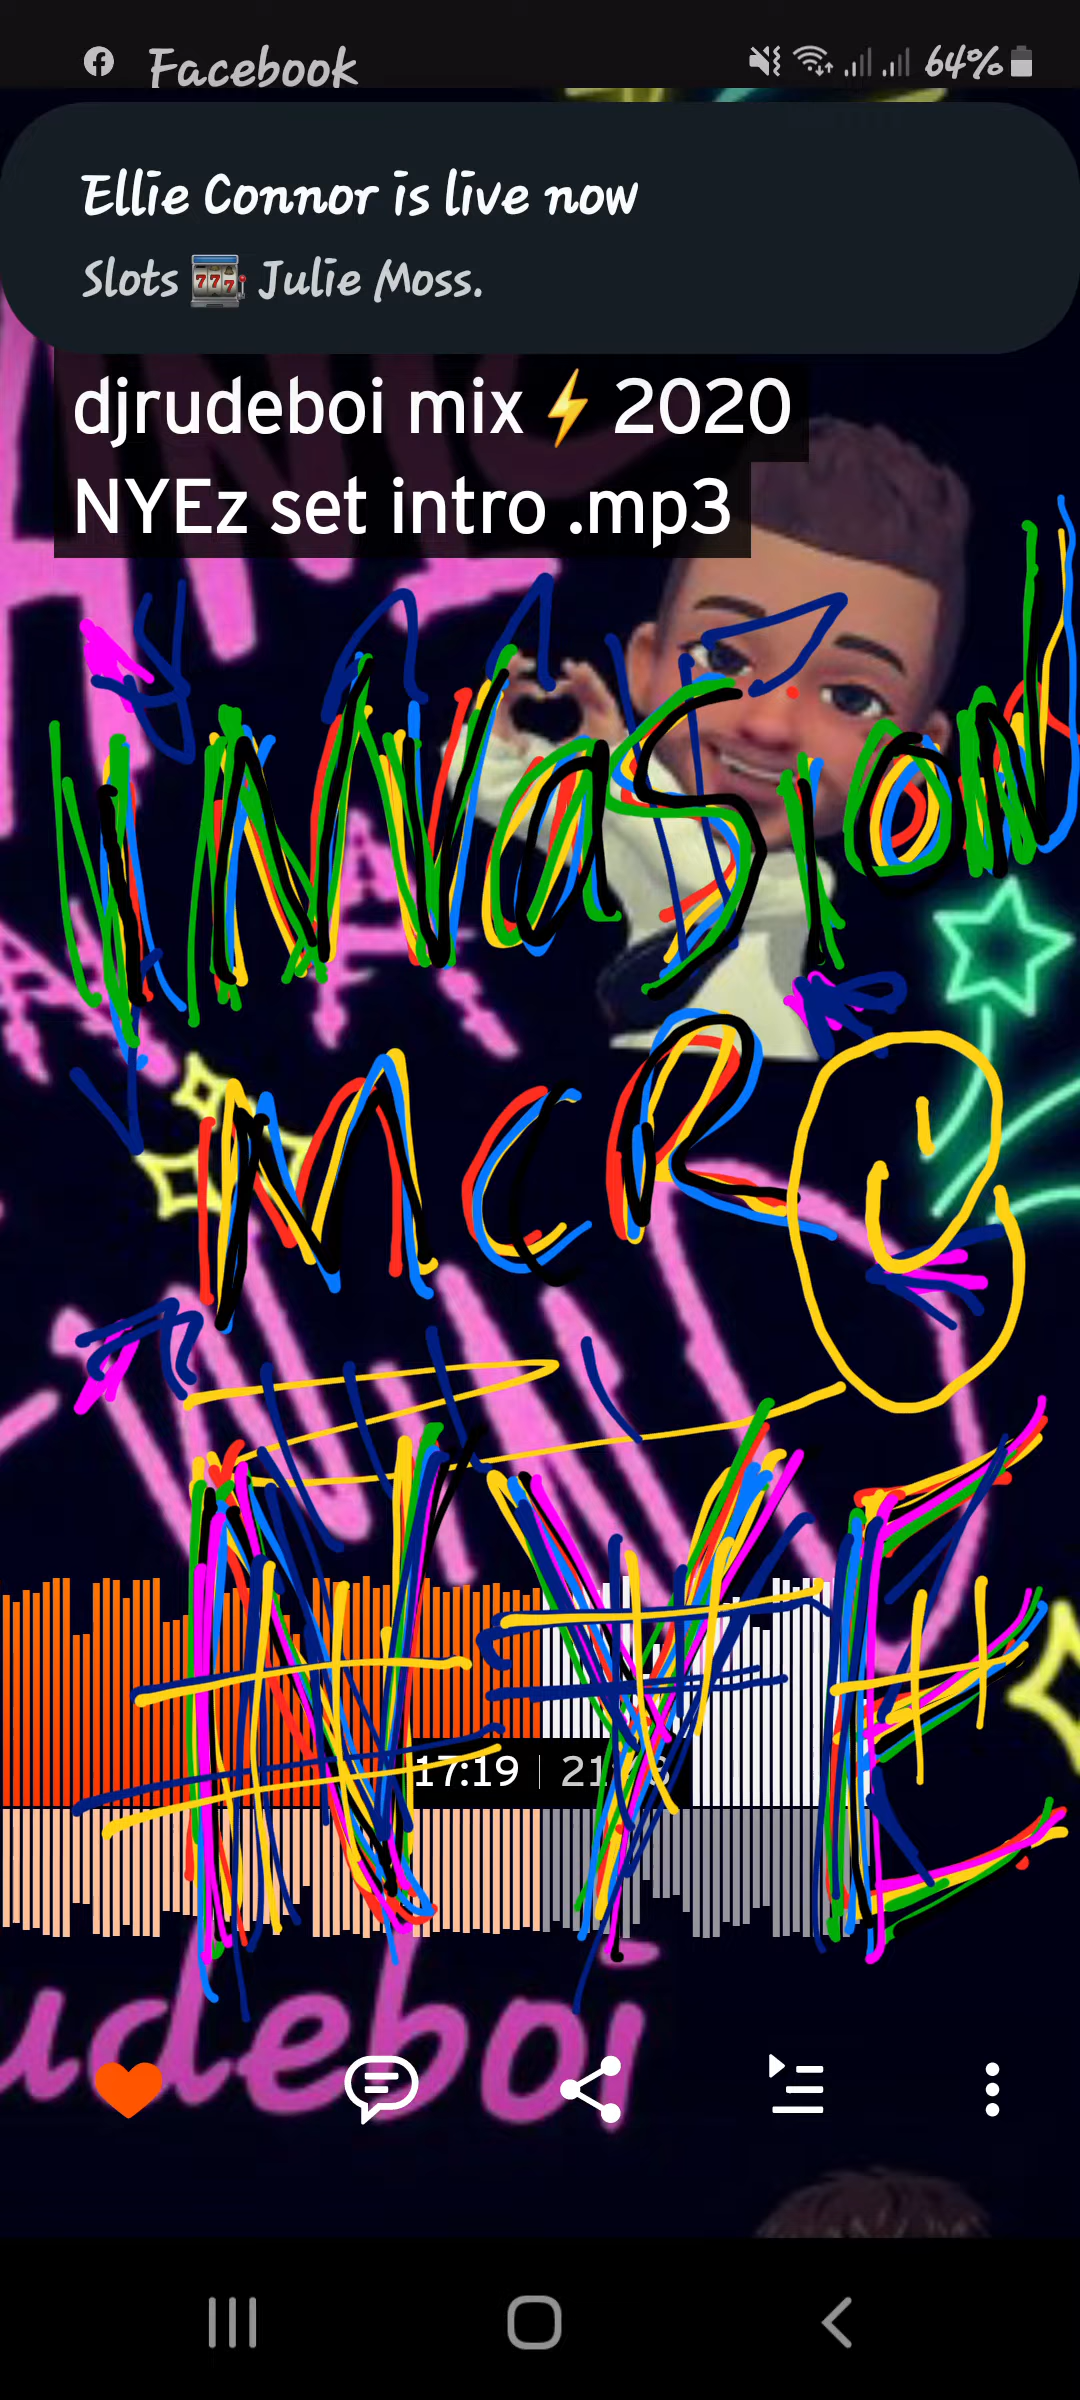 Facebook 64%
Ellie Connor is live now
Slots 🎰 Julie Moss.
djrudeboi mix⚡2020
NYEz set intro .mp3
iNVasioN
MCR
NYE
17:19
udeboi